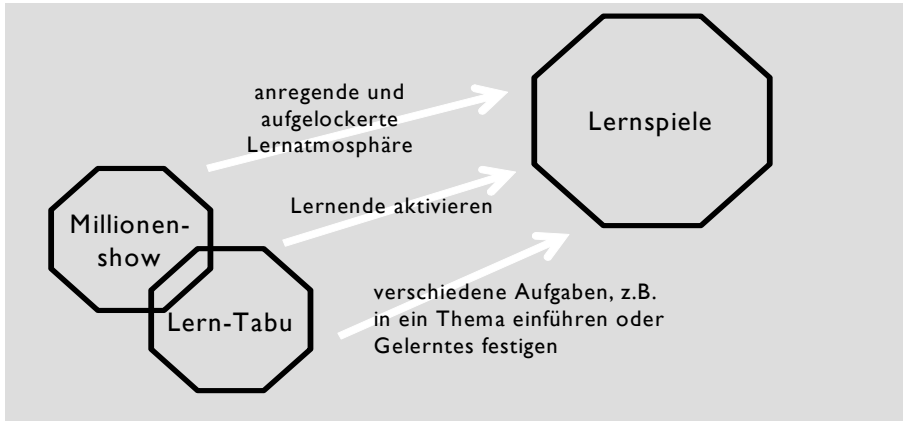 anregende und
aufgelockerte
Lernatmosphäre
Lernspiele
Millionen-
show
Lernende aktivieren
Lern-Tabu
verschiedene Aufgaben, z.B.
in ein Thema einführen oder
Gelerntes festigen